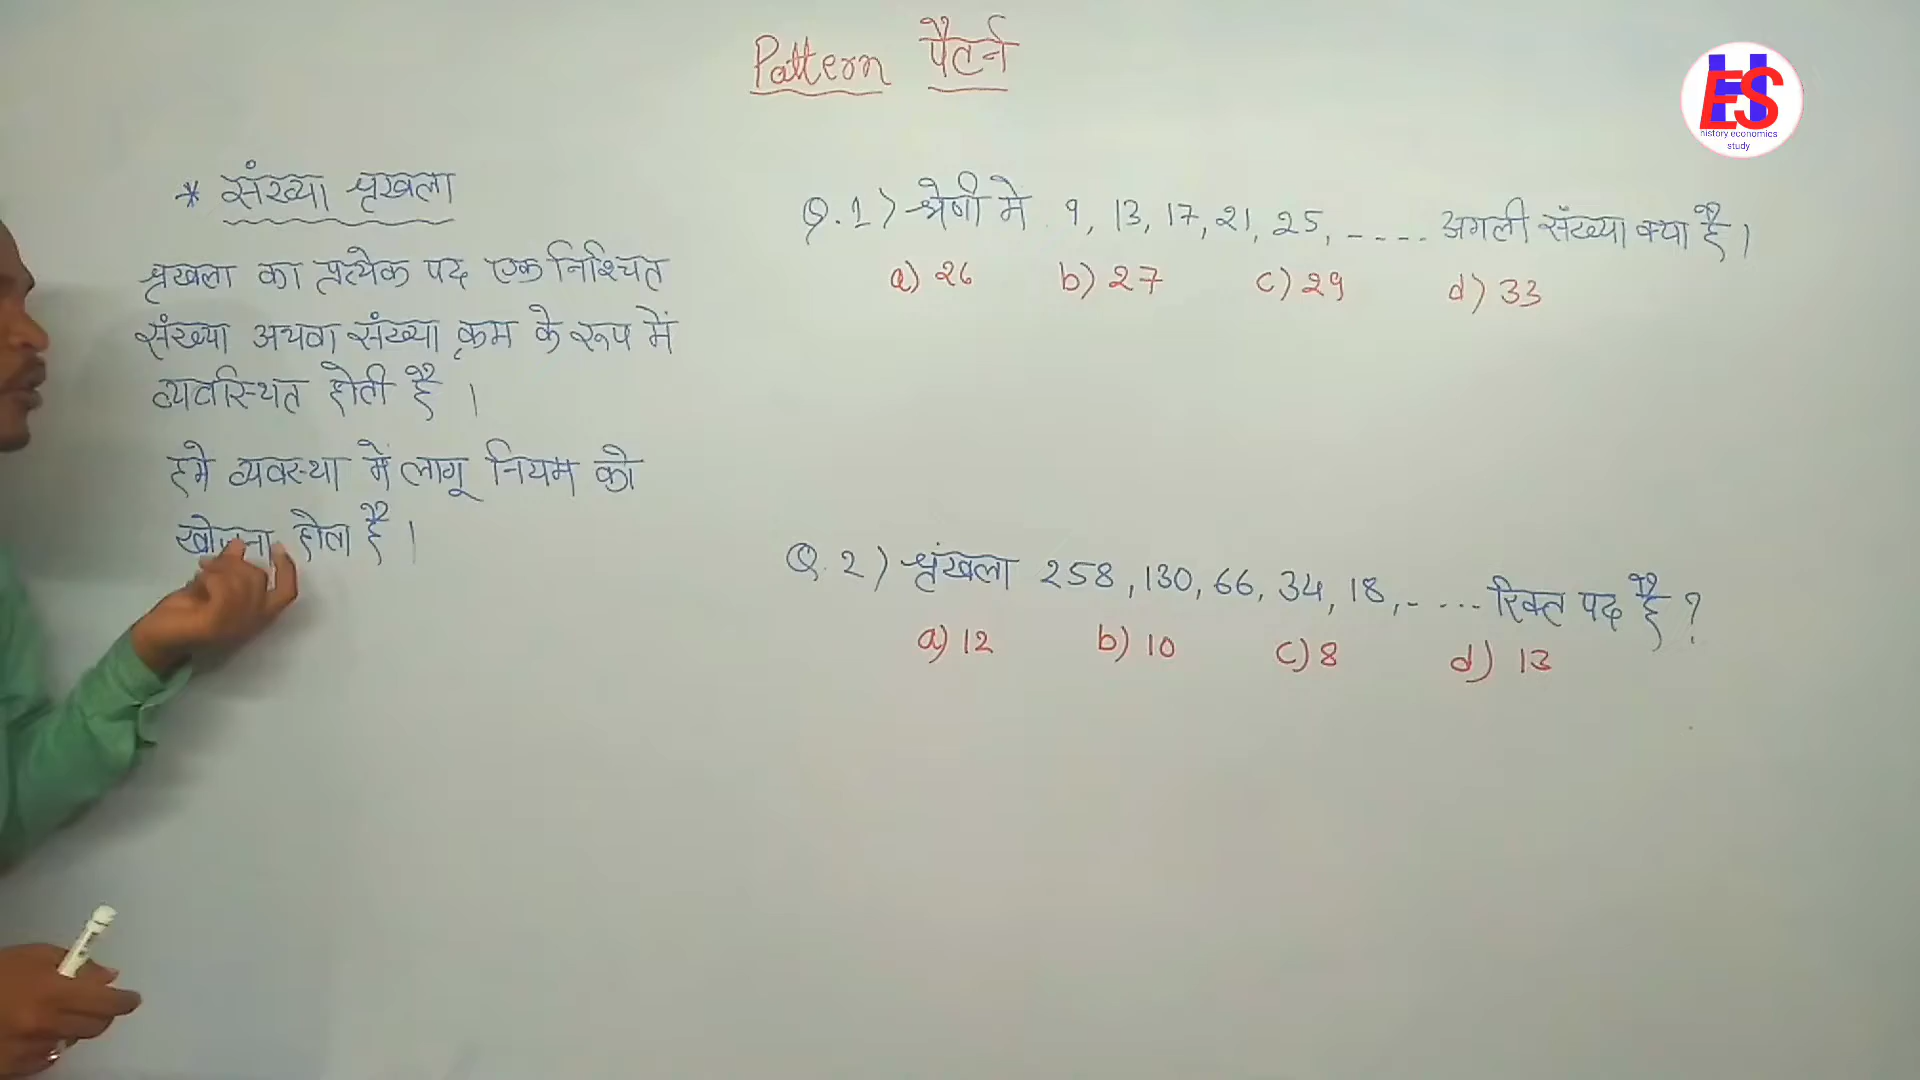 Pattern पैटर्न
HES
history economics
study
* संख्या श्रृखला
श्रृखला का प्रत्येक पद एक निश्चित
संख्या अथवा संख्या क्रम के रूप में
व्यवस्थित होती है ।
हमे व्यवस्था में लागू नियम को
खोजना होता है ।
Q.1) श्रेणी मे 9, 13, 17, 21, 25, ---- अगली संख्या क्या है ।
a) 26 b) 27 c) 29 d) 33
Q.2) श्रृंखला 258, 130, 66, 34, 18, ---- रिक्त पद है ?
a) 12 b) 10 c) 8 d) 13